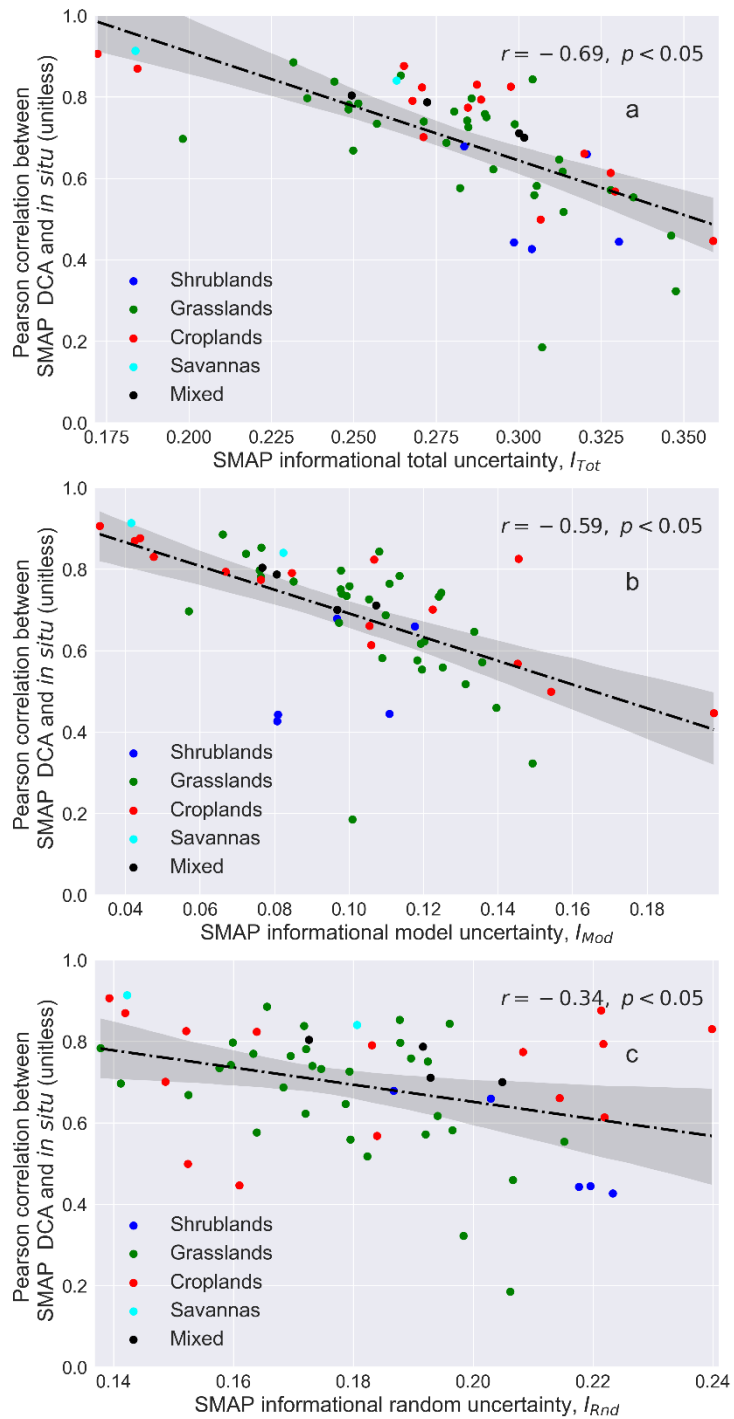 1.0
0.8
0.6
0.4
0.2
0.0
Pearson correlation between
SMAP DCA and in situ (unitless)
r = −0.69, p < 0.05
a
Shrublands
Grasslands
Croplands
Savannas
Mixed
0.175 0.200 0.225 0.250 0.275 0.300 0.325 0.350
SMAP informational total uncertainty, I_Tot
1.0
0.8
0.6
0.4
0.2
0.0
Pearson correlation between
SMAP DCA and in situ (unitless)
r = −0.59, p < 0.05
b
Shrublands
Grasslands
Croplands
Savannas
Mixed
0.04 0.06 0.08 0.10 0.12 0.14 0.16 0.18
SMAP informational model uncertainty, I_Mod
1.0
0.8
0.6
0.4
0.2
0.0
Pearson correlation between
SMAP DCA and in situ (unitless)
r = −0.34, p < 0.05
c
Shrublands
Grasslands
Croplands
Savannas
Mixed
0.14 0.16 0.18 0.20 0.22 0.24
SMAP informational random uncertainty, I_Rnd